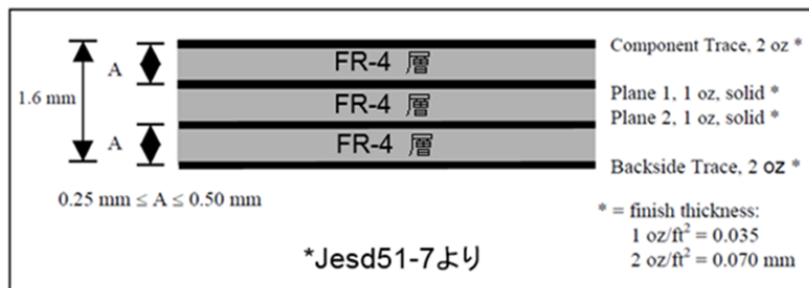 Component Trace, 2 oz *
A
FR-4 層
1.6 mm
FR-4 層
Plane 1, 1 oz, solid *
Plane 2, 1 oz, solid *
A
FR-4 層
Backside Trace, 2 oz *
0.25 mm ≤ A ≤ 0.50 mm
* = finish thickness:
1 oz/ft² = 0.035
2 oz/ft² = 0.070 mm
*Jesd51-7より